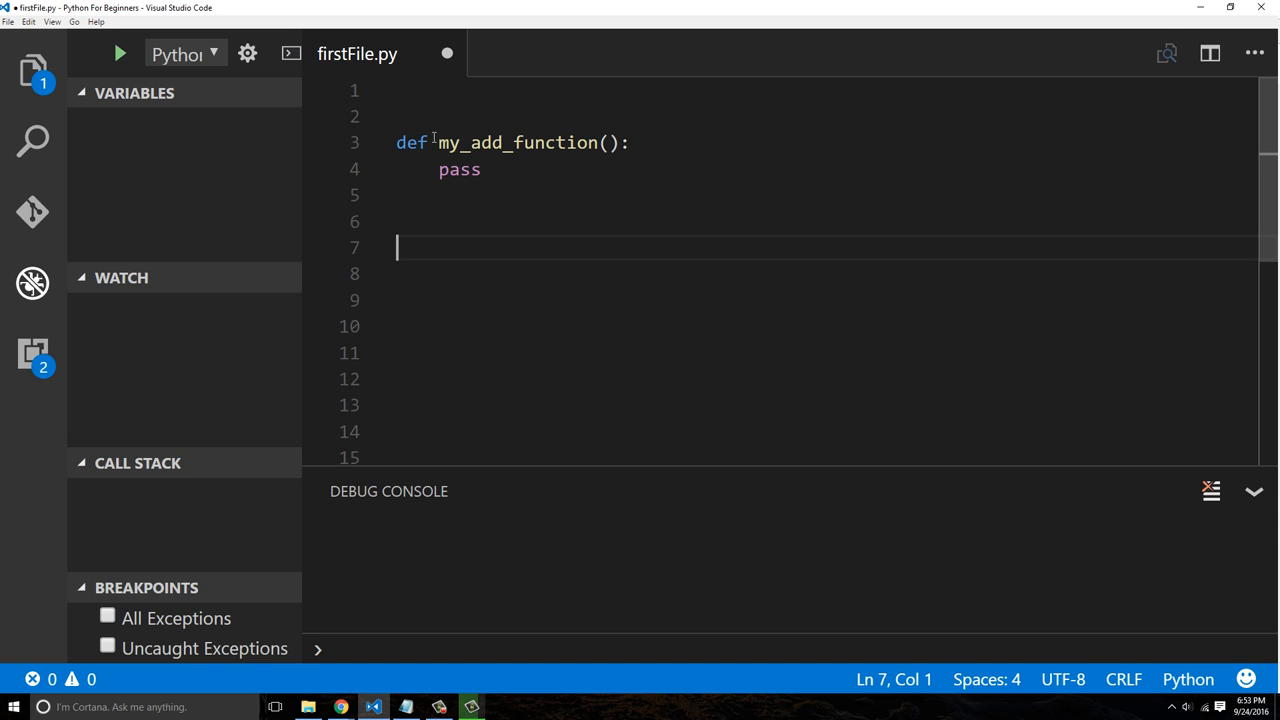 ● firstFile.py - Python For Beginners - Visual Studio Code
File Edit View Go Help
Python
firstFile.py
1
VARIABLES
1
2
3 def my_add_function():
4 pass
5
6
7
8
9
10
11
12
13
14
15
WATCH
2
CALL STACK
DEBUG CONSOLE
BREAKPOINTS
All Exceptions
Uncaught Exceptions
0 0
Ln 7, Col 1 Spaces: 4 UTF-8 CRLF Python
I'm Cortana. Ask me anything.
6:53 PM
9/24/2016